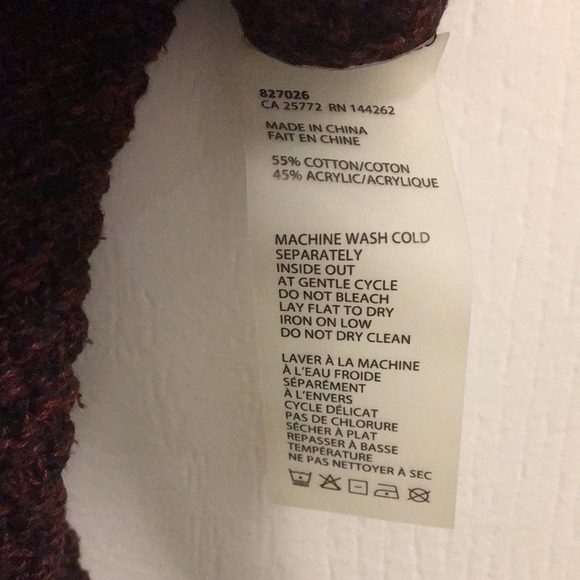 827026
CA 25772 RN 144262
MADE IN CHINA
FAIT EN CHINE
55% COTTON/COTON
45% ACRYLIC/ACRYLIQUE
MACHINE WASH COLD
SEPARATELY
INSIDE OUT
AT GENTLE CYCLE
DO NOT BLEACH
LAY FLAT TO DRY
IRON ON LOW
DO NOT DRY CLEAN
LAVER À LA MACHINE
À L'EAU FROIDE
SÉPARÉMENT
À L'ENVERS
CYCLE DÉLICAT
PAS DE CHLORURE
SÉCHER À PLAT
REPASSER À BASSE
TEMPÉRATURE
NE PAS NETTOYER À SEC